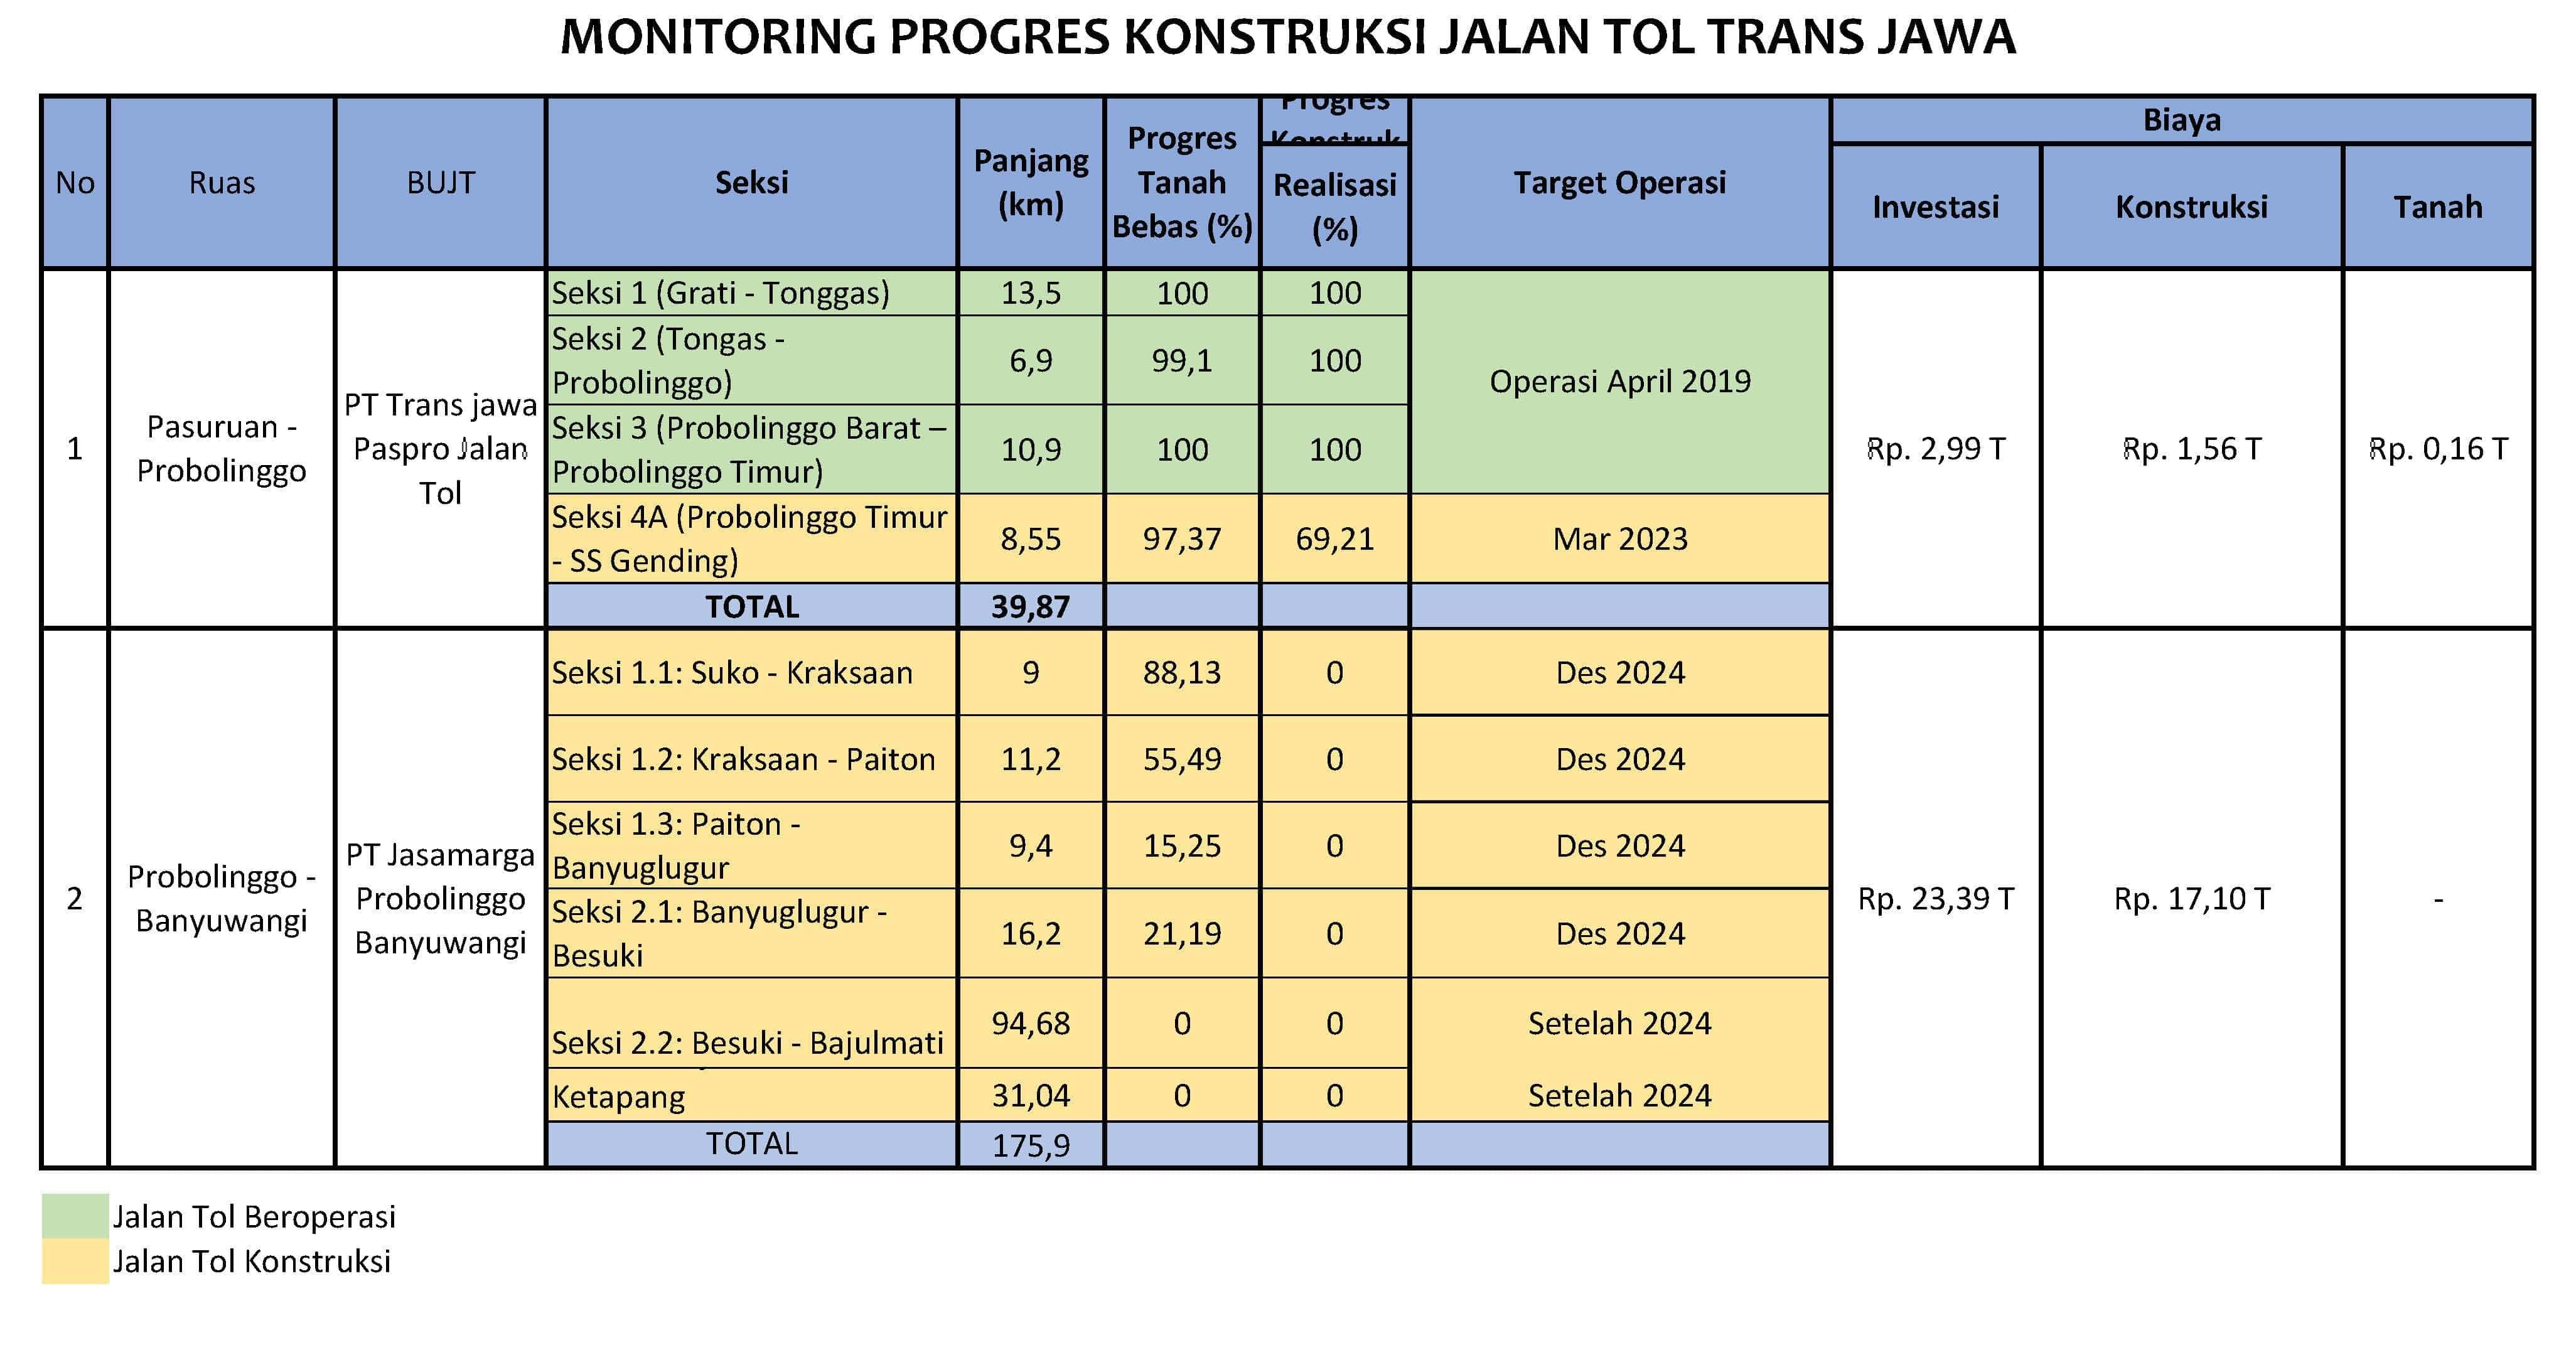 MONITORING PROGRES KONSTRUKSI JALAN TOL TRANS JAWA
No
Ruas
BUJT
Seksi
Panjang
(km)
Progres
Tanah
Bebas (%)
Progres
Konstruk
Realisasi
(%)
Target Operasi
Biaya
Investasi
Konstruksi
Tanah
1
Pasuruan -
Probolinggo
PT Trans jawa
Paspro Jalan
Tol
Seksi 1 (Grati - Tonggas)
13,5
100
100
Operasi April 2019
Rp. 2,99 T
Rp. 1,56 T
Rp. 0,16 T
Seksi 2 (Tongas -
Probolinggo)
6,9
99,1
100
Seksi 3 (Probolinggo Barat –
Probolinggo Timur)
10,9
100
100
Seksi 4A (Probolinggo Timur
- SS Gending)
8,55
97,37
69,21
Mar 2023
TOTAL
39,87
2
Probolinggo -
Banyuwangi
PT Jasamarga
Probolinggo
Banyuwangi
Seksi 1.1: Suko - Kraksaan
9
88,13
0
Des 2024
Rp. 23,39 T
Rp. 17,10 T
-
Seksi 1.2: Kraksaan - Paiton
11,2
55,49
0
Des 2024
Seksi 1.3: Paiton -
Banyuglugur
9,4
15,25
0
Des 2024
Seksi 2.1: Banyuglugur -
Besuki
16,2
21,19
0
Des 2024
Seksi 2.2: Besuki - Bajulmati
94,68
0
0
Setelah 2024
Ketapang
31,04
0
0
Setelah 2024
TOTAL
175,9
Jalan Tol Beroperasi
Jalan Tol Konstruksi